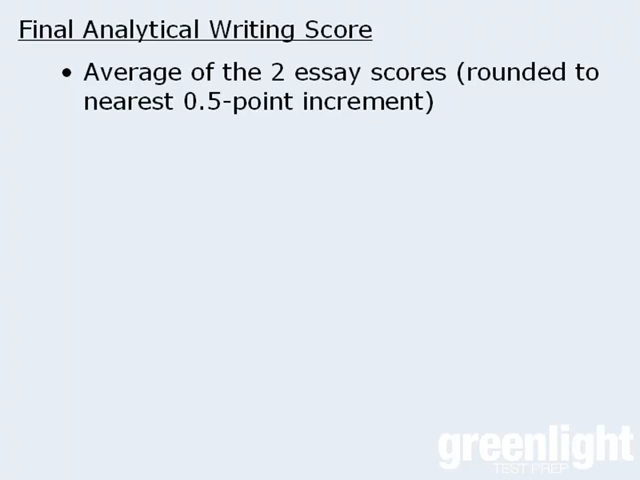 Final Analytical Writing Score
• Average of the 2 essay scores (rounded to
nearest 0.5-point increment)
greenlight
TEST PREP